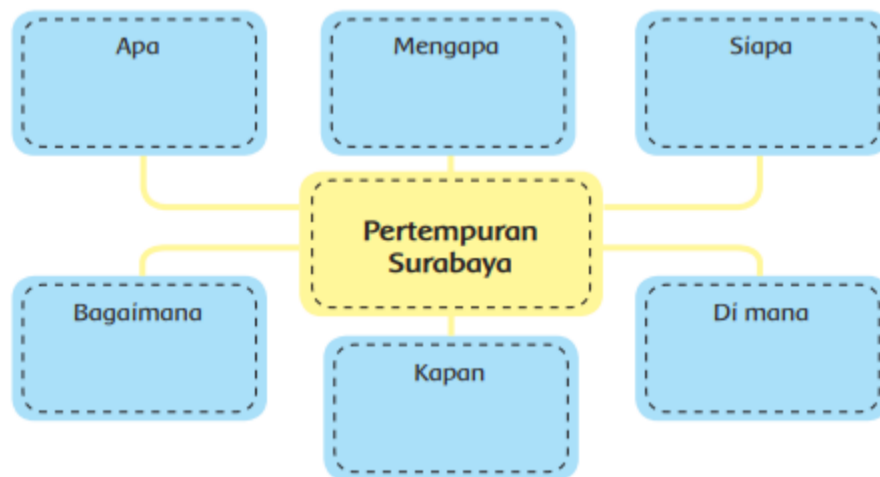 Apa
Mengapa
Siapa
Pertempuran
Surabaya
Bagaimana
Kapan
Di mana